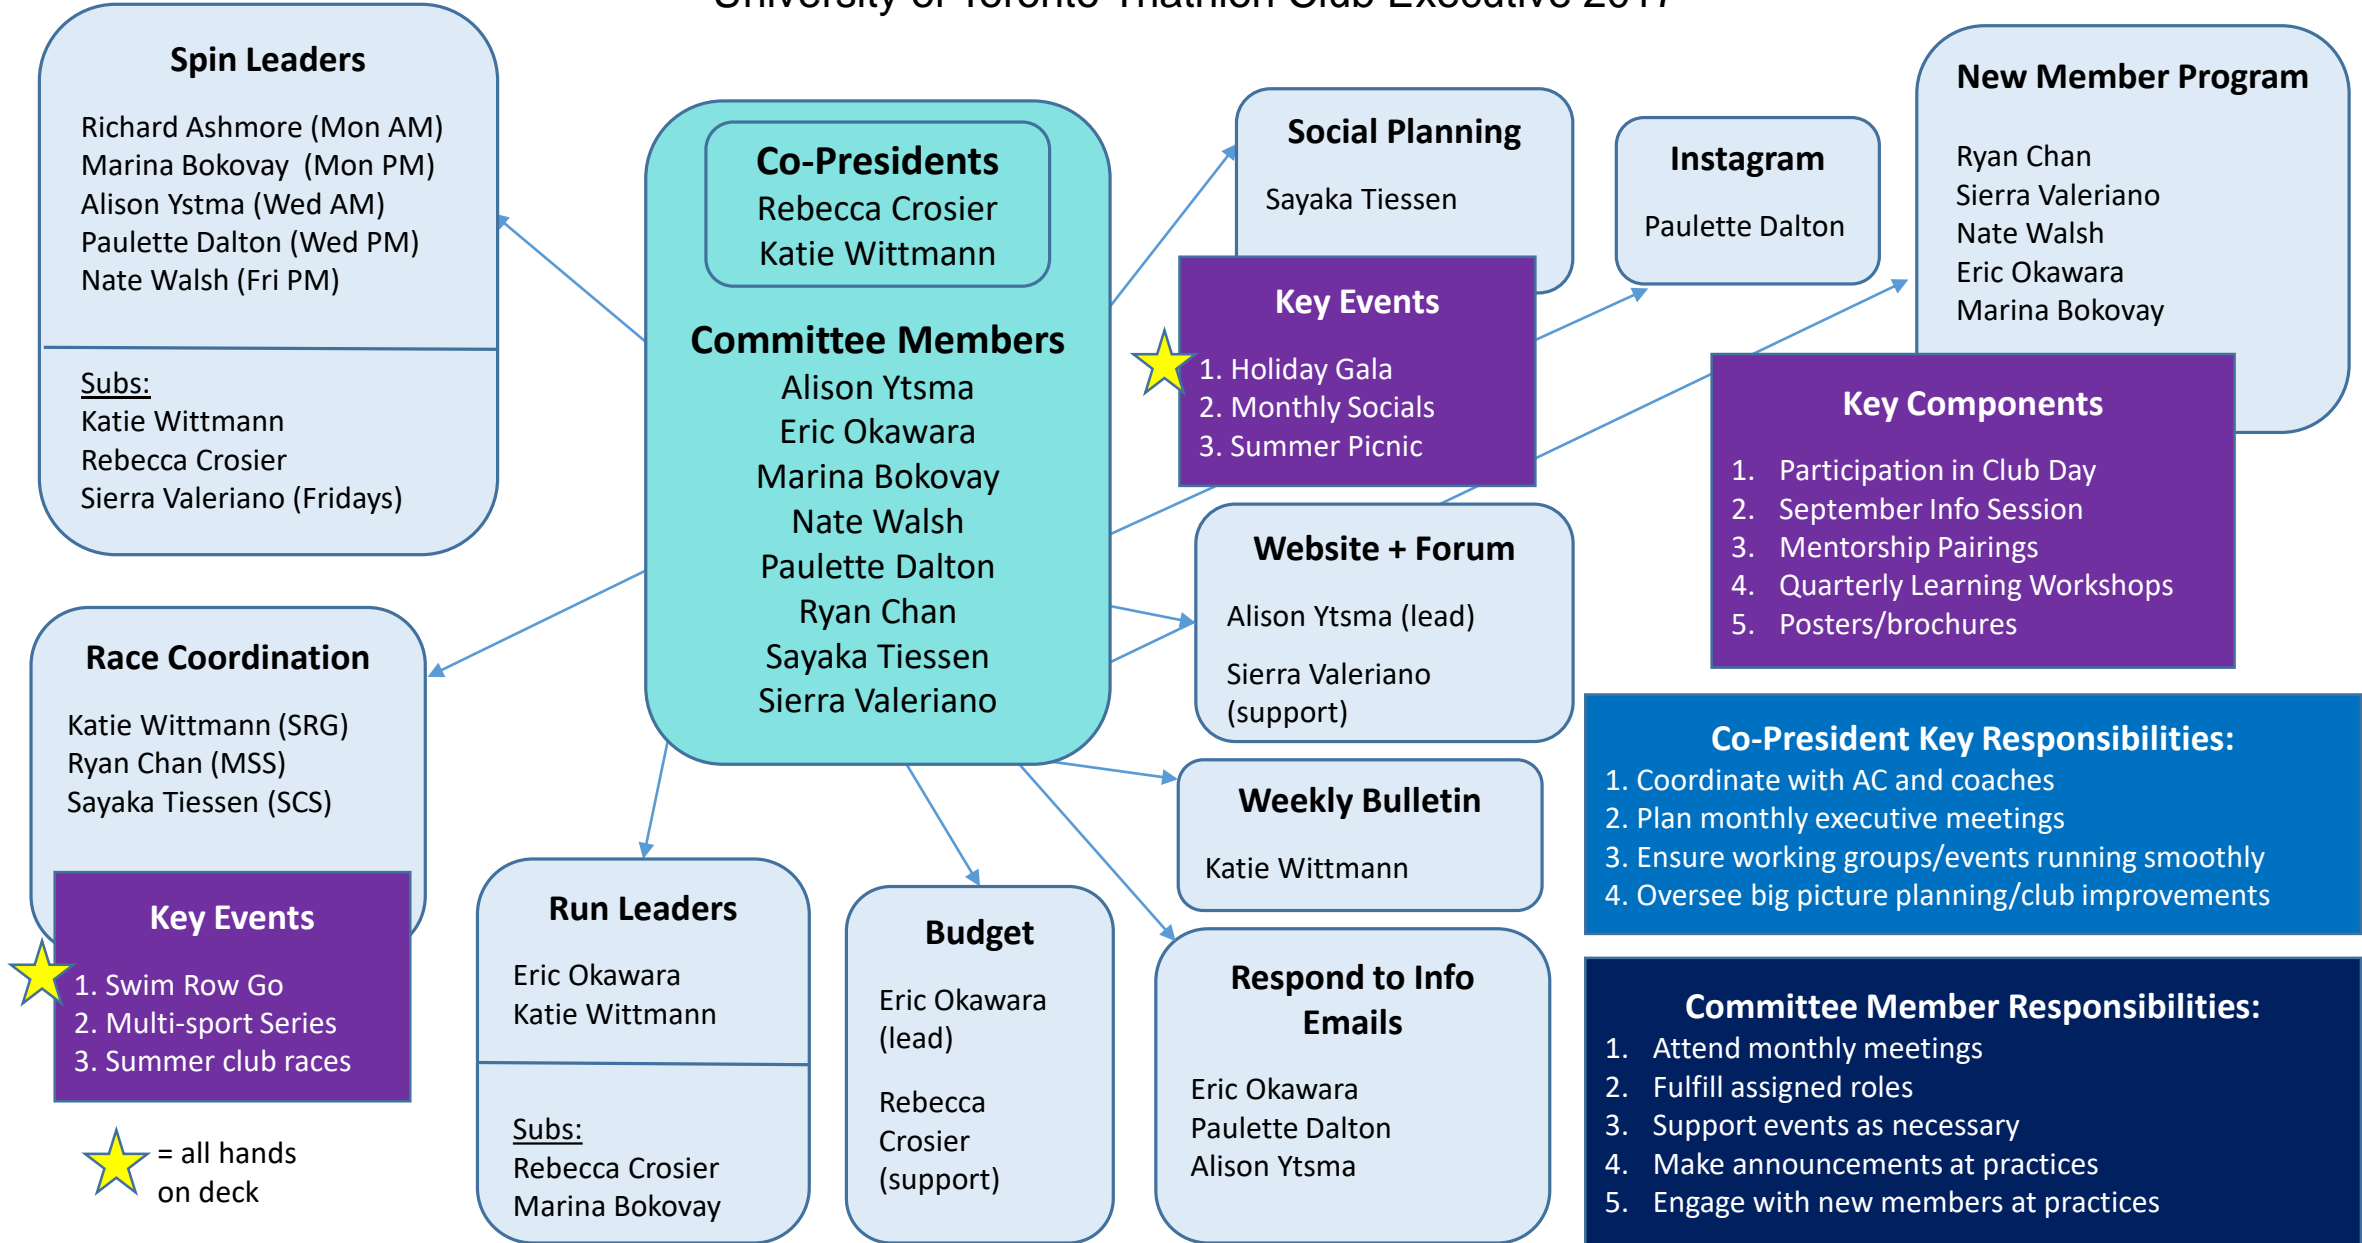 University of Toronto Triathlon Club Executive 2017
Spin Leaders
Richard Ashmore (Mon AM)
Marina Bokovay  (Mon PM)
Alison Ystma (Wed AM)
Paulette Dalton (Wed PM)
Nate Walsh (Fri PM)
Subs:
Katie Wittmann
Rebecca Crosier
Sierra Valeriano (Fridays)
Co-Presidents
Rebecca Crosier
Katie Wittmann
Committee Members
Alison Ytsma
Eric Okawara
Marina Bokovay
Nate Walsh
Paulette Dalton
Ryan Chan
Sayaka Tiessen
Sierra Valeriano
Social Planning
Sayaka Tiessen
Key Events
1. Holiday Gala
2. Monthly Socials
3. Summer Picnic
Instagram
Paulette Dalton
New Member Program
Ryan Chan
Sierra Valeriano
Nate Walsh
Eric Okawara
Marina Bokovay
Key Components
1. Participation in Club Day
2. September Info Session
3. Mentorship Pairings
4. Quarterly Learning Workshops
5. Posters/brochures
Website + Forum
Alison Ytsma (lead)
Sierra Valeriano
(support)
Race Coordination
Katie Wittmann (SRG)
Ryan Chan (MSS)
Sayaka Tiessen (SCS)
Key Events
1. Swim Row Go
2. Multi-sport Series
3. Summer club races
= all hands
on deck
Run Leaders
Eric Okawara
Katie Wittmann
Subs:
Rebecca Crosier
Marina Bokovay
Budget
Eric Okawara
(lead)
Rebecca
Crosier
(support)
Weekly Bulletin
Katie Wittmann
Respond to Info
Emails
Eric Okawara
Paulette Dalton
Alison Ytsma
Co-President Key Responsibilities:
1. Coordinate with AC and coaches
2. Plan monthly executive meetings
3. Ensure working groups/events running smoothly
4. Oversee big picture planning/club improvements
Committee Member Responsibilities:
1. Attend monthly meetings
2. Fulfill assigned roles
3. Support events as necessary
4. Make announcements at practices
5. Engage with new members at practices